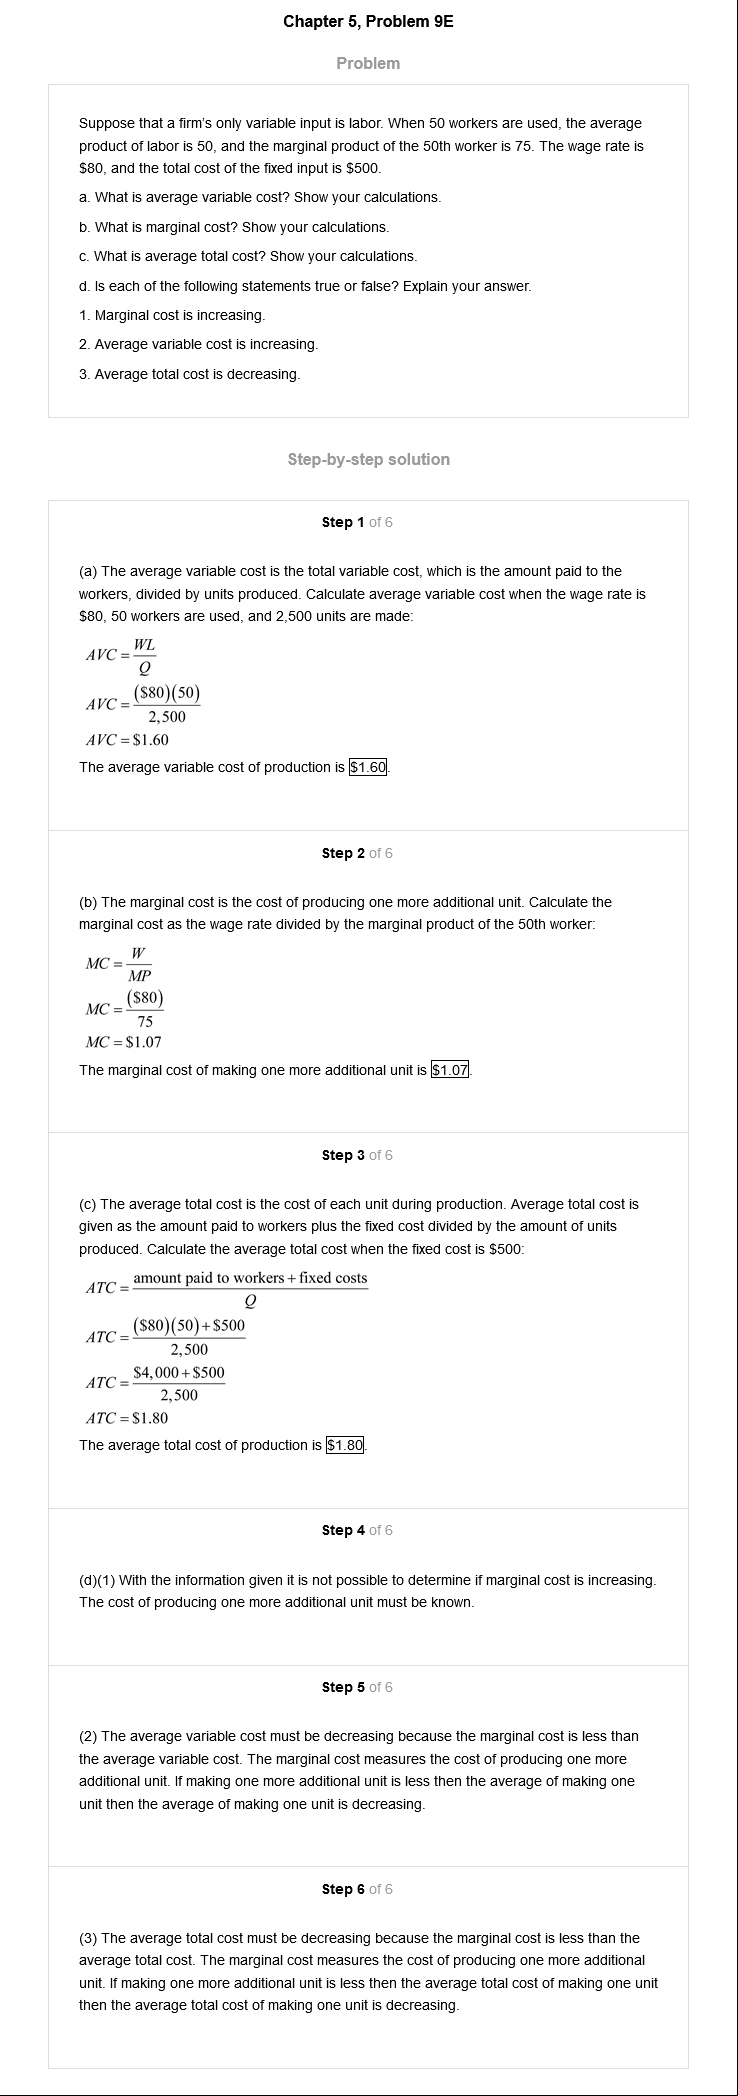 Chapter 5, Problem 9E
Problem
Suppose that a firm's only variable input is labor. When 50 workers are used, the average
product of labor is 50, and the marginal product of the 50th worker is 75. The wage rate is
$80, and the total cost of the fixed input is $500.
a. What is average variable cost? Show your calculations.
b. What is marginal cost? Show your calculations.
c. What is average total cost? Show your calculations.
d. Is each of the following statements true or false? Explain your answer.
1. Marginal cost is increasing.
2. Average variable cost is increasing.
3. Average total cost is decreasing.
Step-by-step solution
Step 1 of 6
(a) The average variable cost is the total variable cost, which is the amount paid to the
workers, divided by units produced. Calculate average variable cost when the wage rate is
$80, 50 workers are used, and 2,500 units are made:
AVC = WL / Q
AVC = ($80)(50) / 2,500
AVC = $1.60
The average variable cost of production is $1.60.
Step 2 of 6
(b) The marginal cost is the cost of producing one more additional unit. Calculate the
marginal cost as the wage rate divided by the marginal product of the 50th worker:
MC = W / MP
MC = ($80) / 75
MC = $1.07
The marginal cost of making one more additional unit is $1.07.
Step 3 of 6
(c) The average total cost is the cost of each unit during production. Average total cost is
given as the amount paid to workers plus the fixed cost divided by the amount of units
produced. Calculate the average total cost when the fixed cost is $500:
ATC = amount paid to workers + fixed costs / Q
ATC = ($80)(50) + $500 / 2,500
ATC = $4,000 + $500 / 2,500
ATC = $1.80
The average total cost of production is $1.80.
Step 4 of 6
(d)(1) With the information given it is not possible to determine if marginal cost is increasing.
The cost of producing one more additional unit must be known.
Step 5 of 6
(2) The average variable cost must be decreasing because the marginal cost is less than
the average variable cost. The marginal cost measures the cost of producing one more
additional unit. If making one more additional unit is less then the average of making one
unit then the average of making one unit is decreasing.
Step 6 of 6
(3) The average total cost must be decreasing because the marginal cost is less than the
average total cost. The marginal cost measures the cost of producing one more additional
unit. If making one more additional unit is less then the average total cost of making one unit
then the average total cost of making one unit is decreasing.